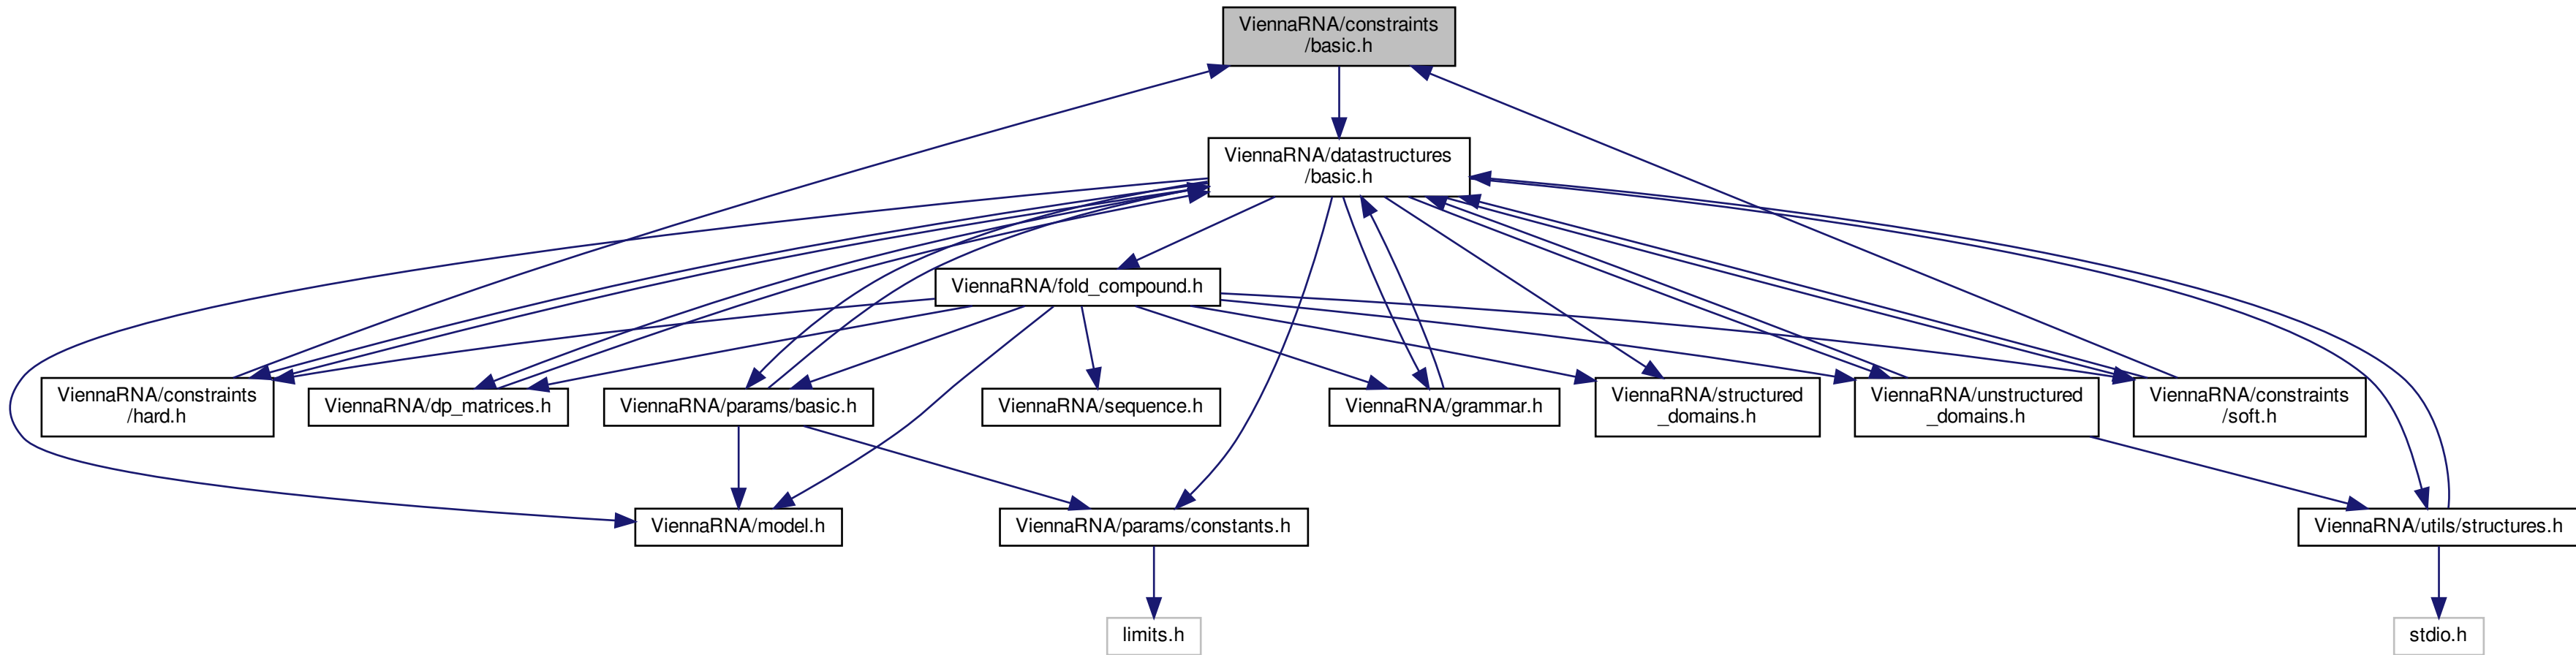 ViennaRNA/constraints
/basic.h
ViennaRNA/datastructures
/basic.h
ViennaRNA/fold_compound.h
ViennaRNA/constraints
/hard.h
ViennaRNA/dp_matrices.h
ViennaRNA/params/basic.h
ViennaRNA/sequence.h
ViennaRNA/grammar.h
ViennaRNA/structured
_domains.h
ViennaRNA/unstructured
_domains.h
ViennaRNA/constraints
/soft.h
ViennaRNA/model.h
ViennaRNA/params/constants.h
ViennaRNA/utils/structures.h
limits.h
stdio.h